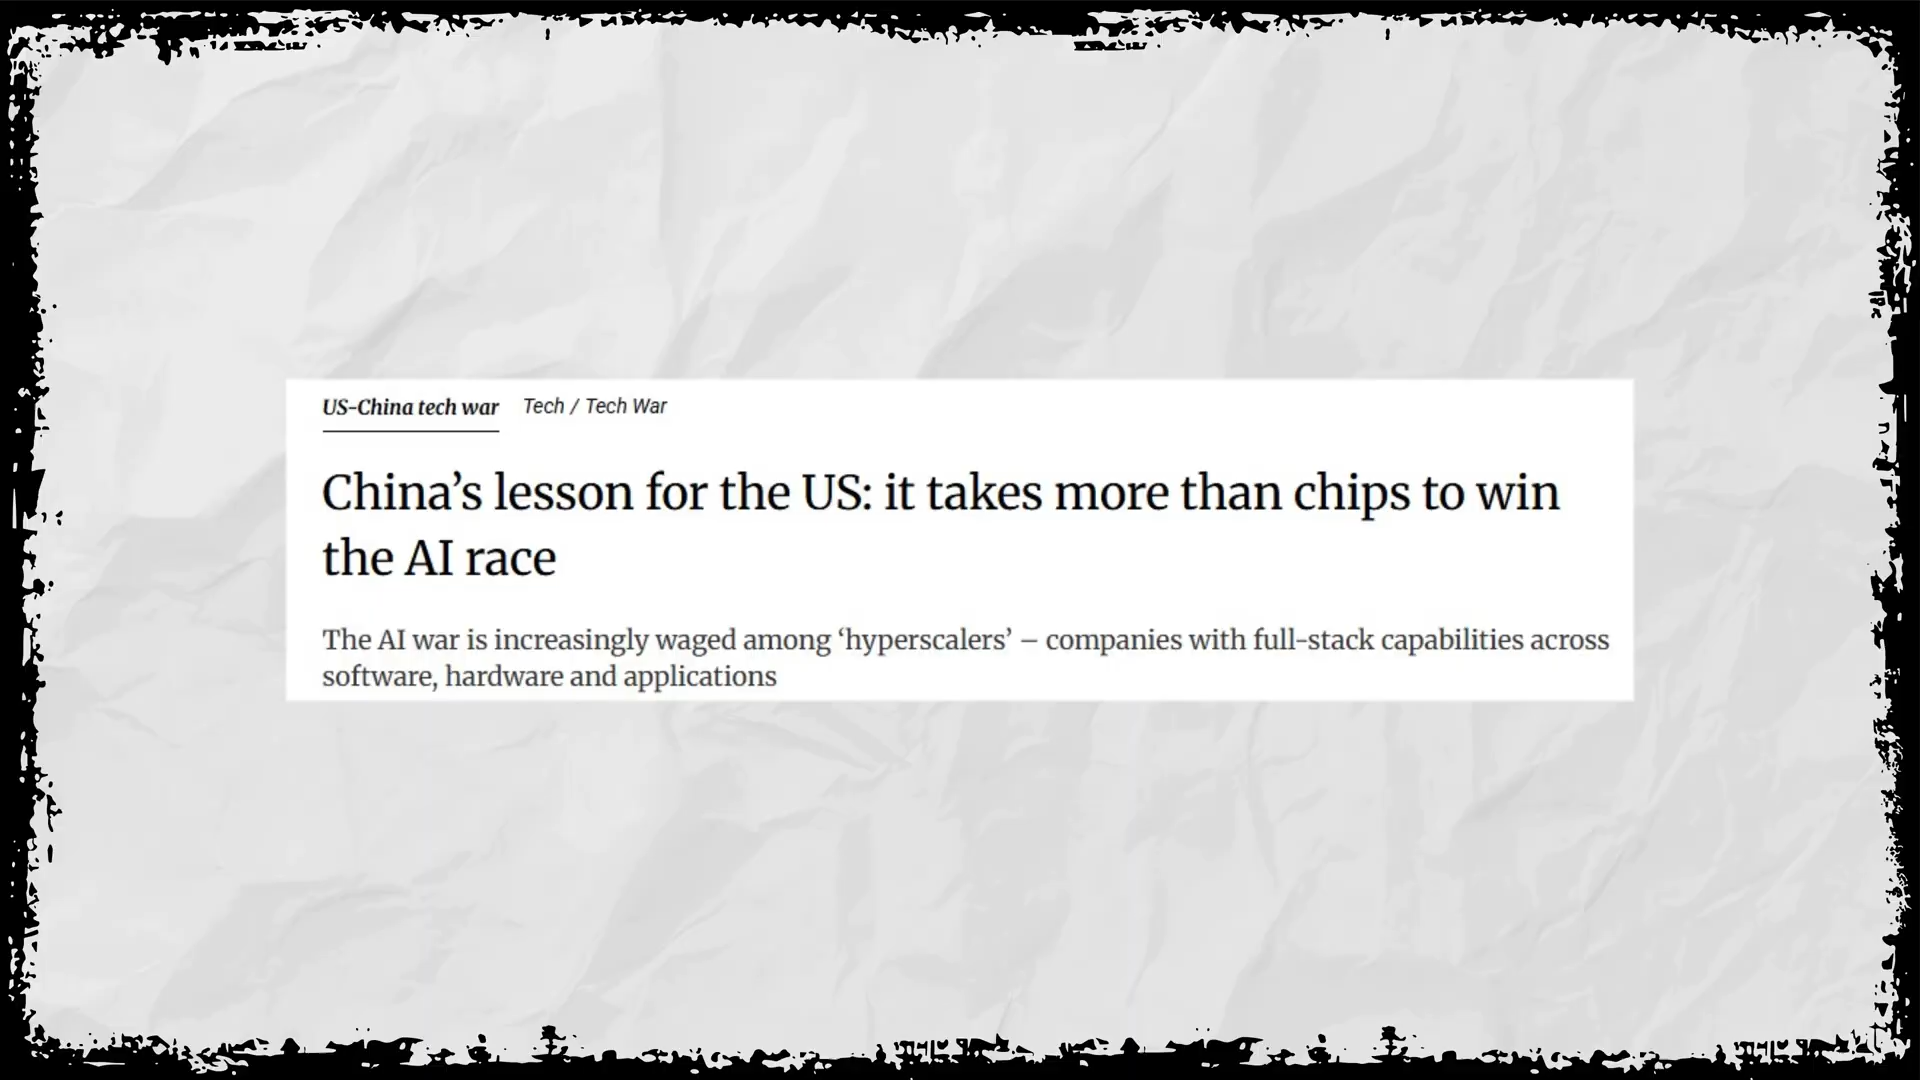 US-China tech war Tech / Tech War
China’s lesson for the US: it takes more than chips to win
the AI race
The AI war is increasingly waged among ‘hyperscalers’ – companies with full-stack capabilities across
software, hardware and applications